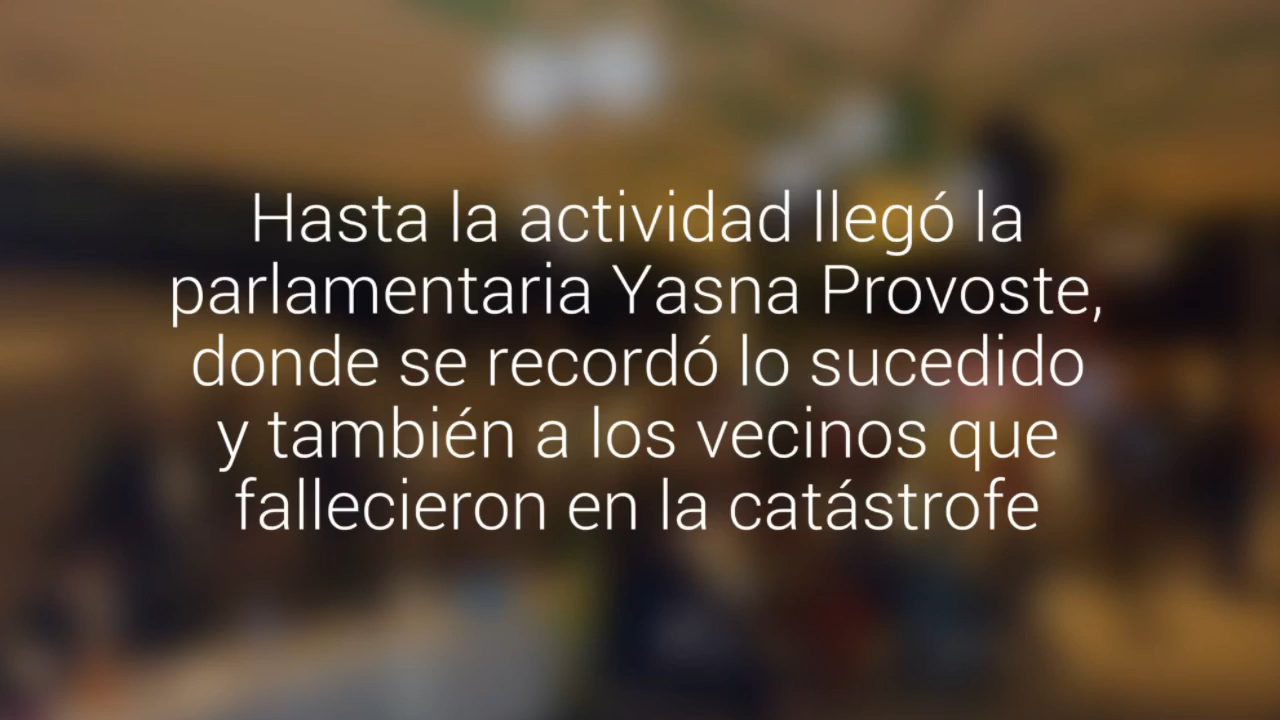 Hasta la actividad llegó la
parlamentaria Yasna Provoste,
donde se recordó lo sucedido
y también a los vecinos que
fallecieron en la catástrofe